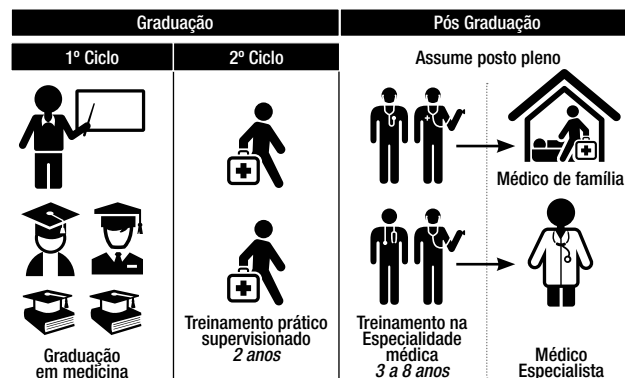 Graduação
Pós Graduação
1º Ciclo
2º Ciclo
Assume posto pleno
Médico de família
Graduação
em medicina
Treinamento prático
supervisionado
2 anos
Treinamento na
Especialidade
médica
3 a 8 anos
Médico
Especialista